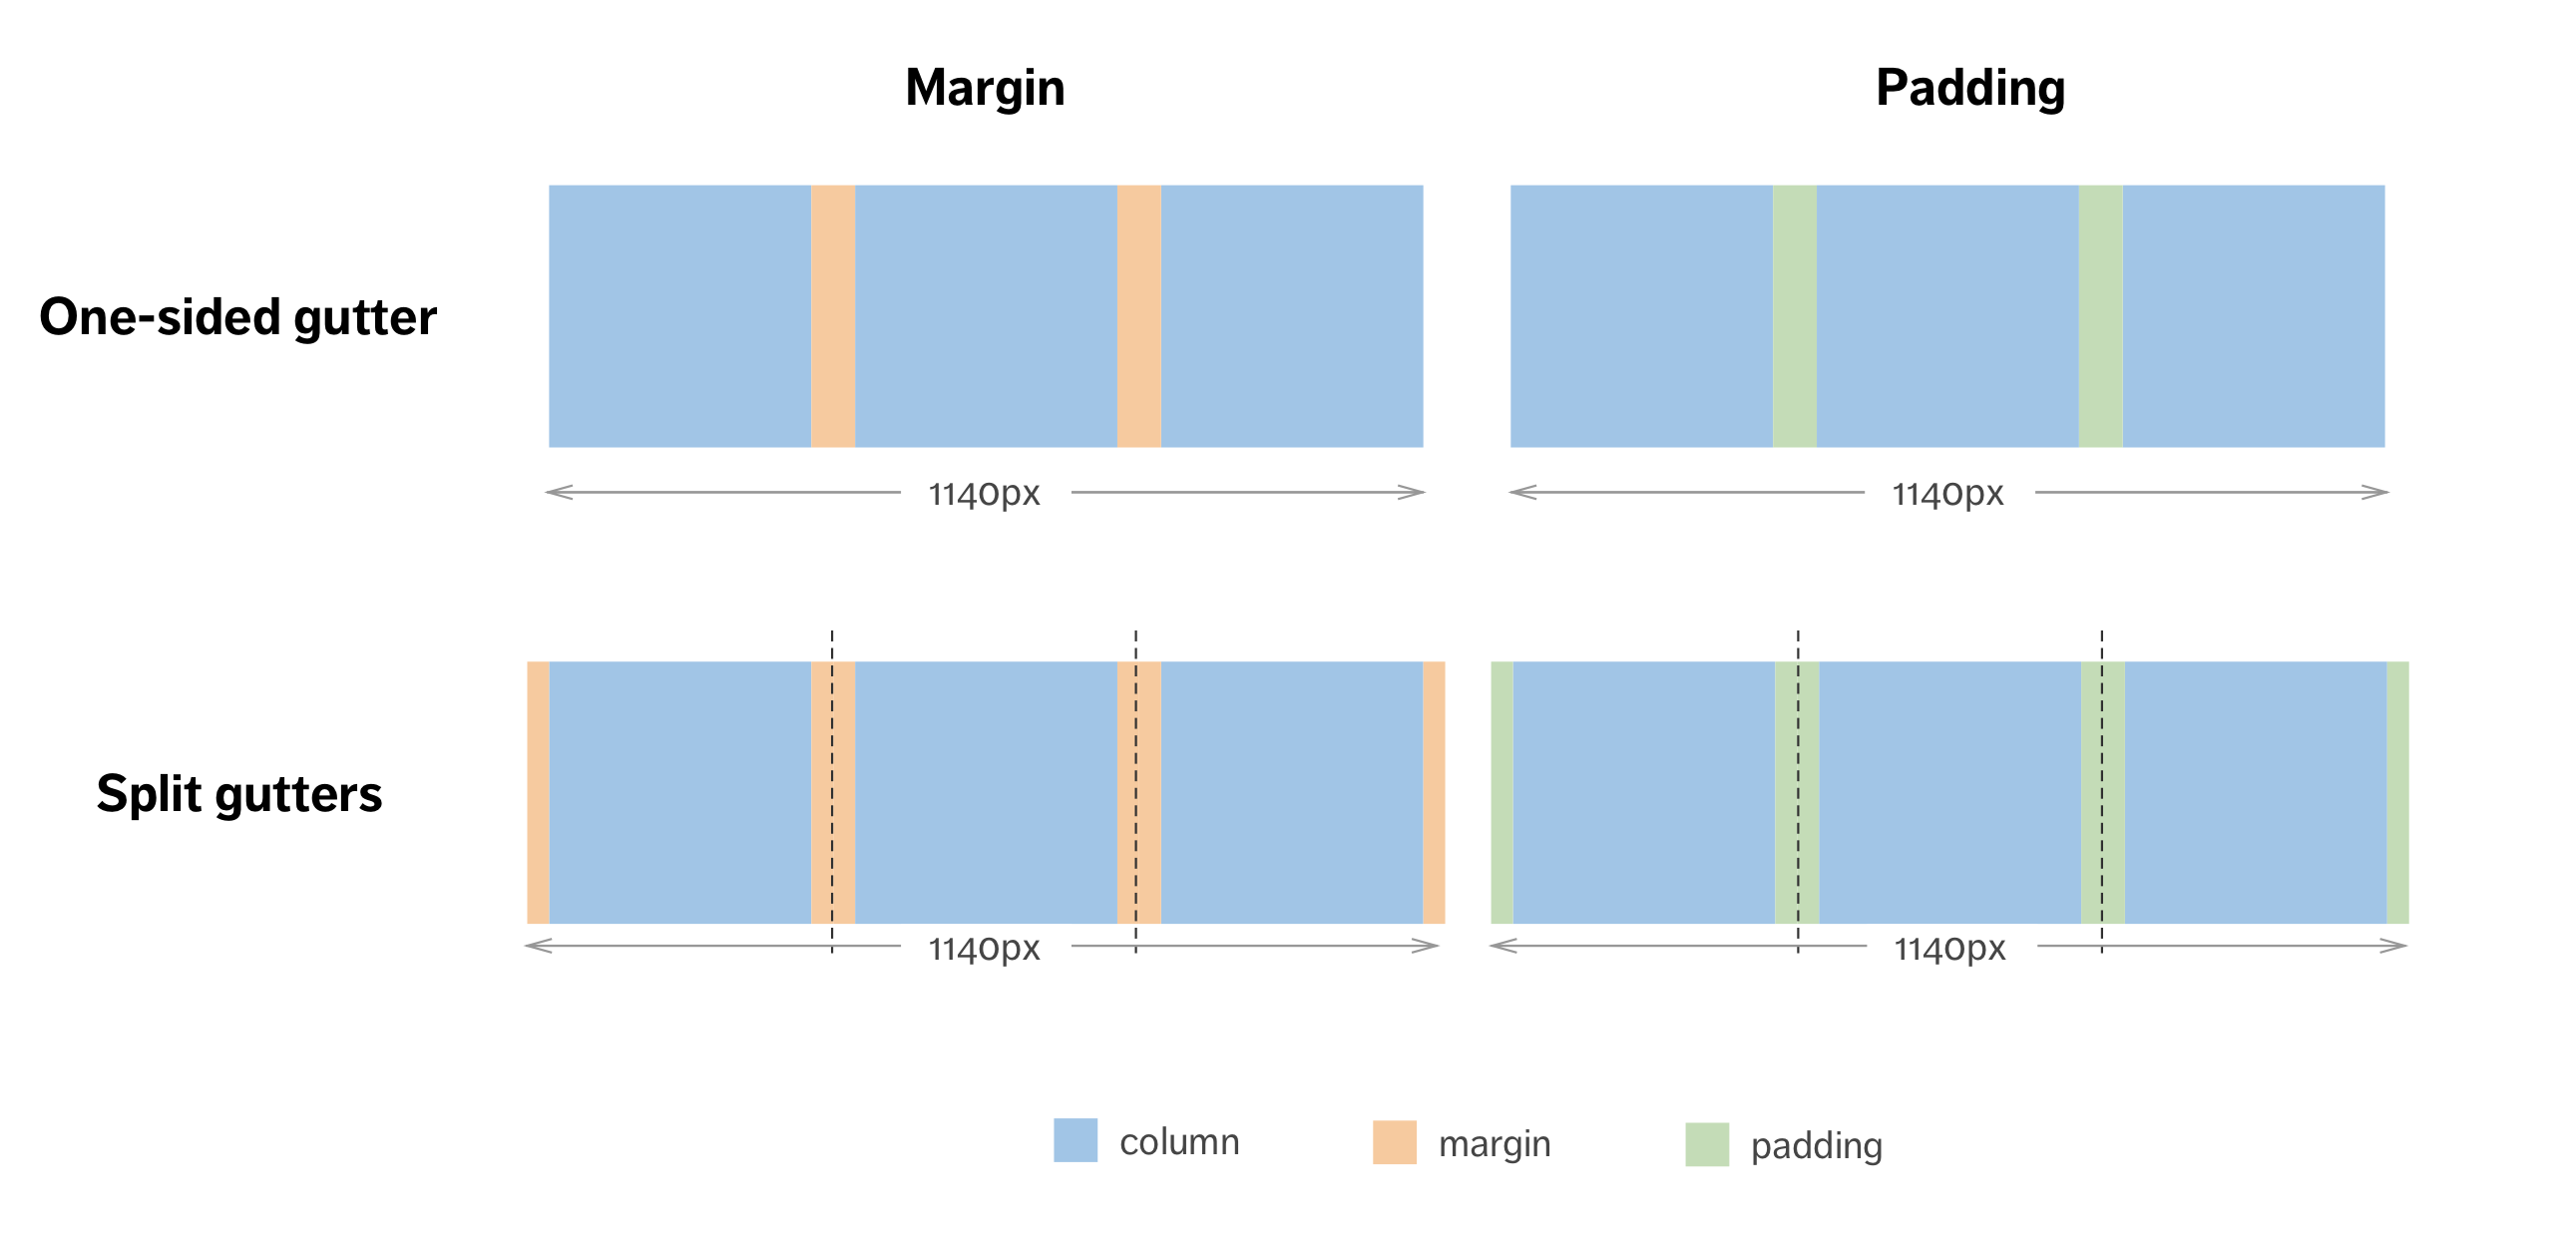 Margin
Padding
One-sided gutter
1140px
1140px
Split gutters
1140px
1140px
column
margin
padding